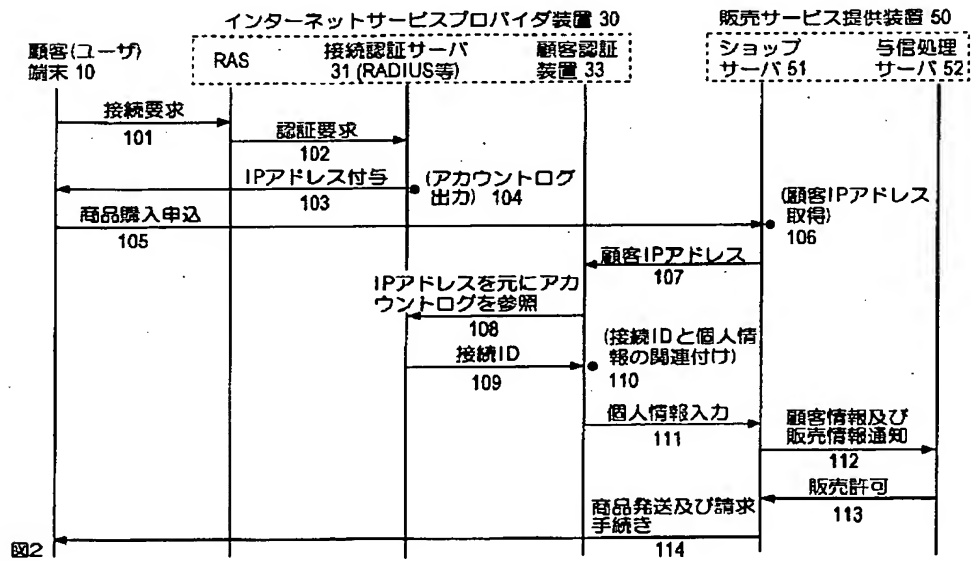 インターネットサービスプロバイダ装置 30
販売サービス提供装置 50
顧客(ユーザ)
端末 10
RAS
接続認証サーバ
31 (RADIUS等)
顧客認証
装置 33
ショップ
サーバ 51
与信処理
サーバ 52
接続要求
101
認証要求
102
IPアドレス付与
103
(アカウントログ
出力) 104
商品購入申込
105
(顧客IPアドレス
取得)
106
顧客IPアドレス
107
IPアドレスを元にアカ
ウントログを参照
108
接続ID
109
(接続IDと個人情
報の関連付け)
110
個人情報入力
111
顧客情報及び
販売情報通知
112
販売許可
113
商品発送及び請求
手続き
114
図2